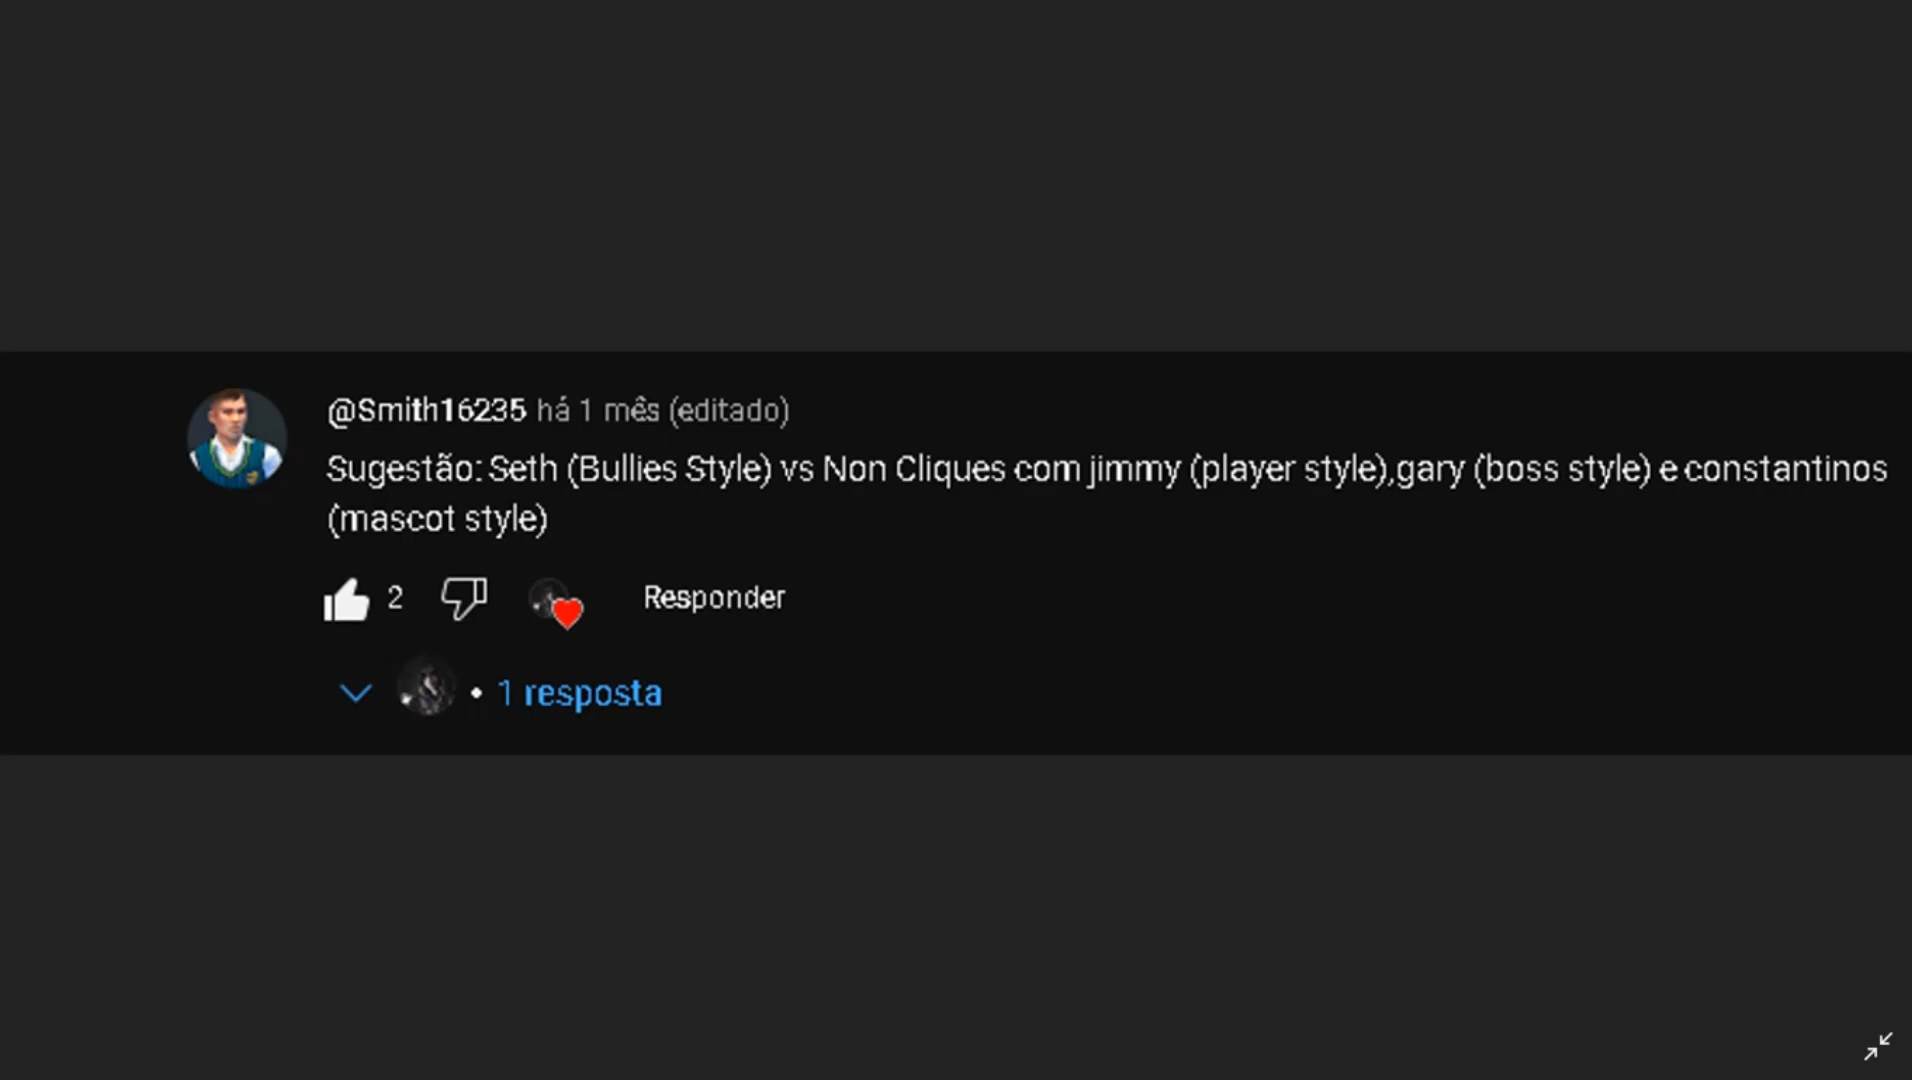 @Smith16235 há 1 mês (editado)
Sugestão: Seth (Bullies Style) vs Non Cliques com jimmy (player style),gary (boss style) e constantinos
(mascot style)
2 Responder
• 1 resposta